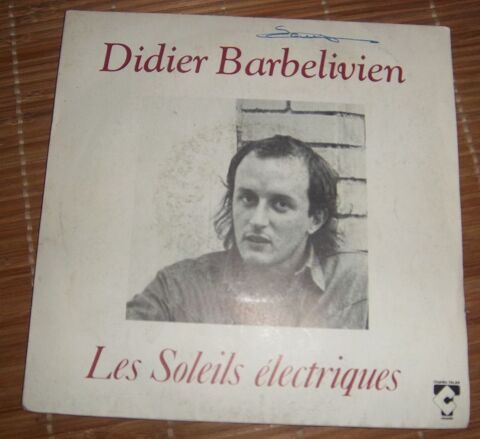 Didier Barbelivien
Les Soleils électriques